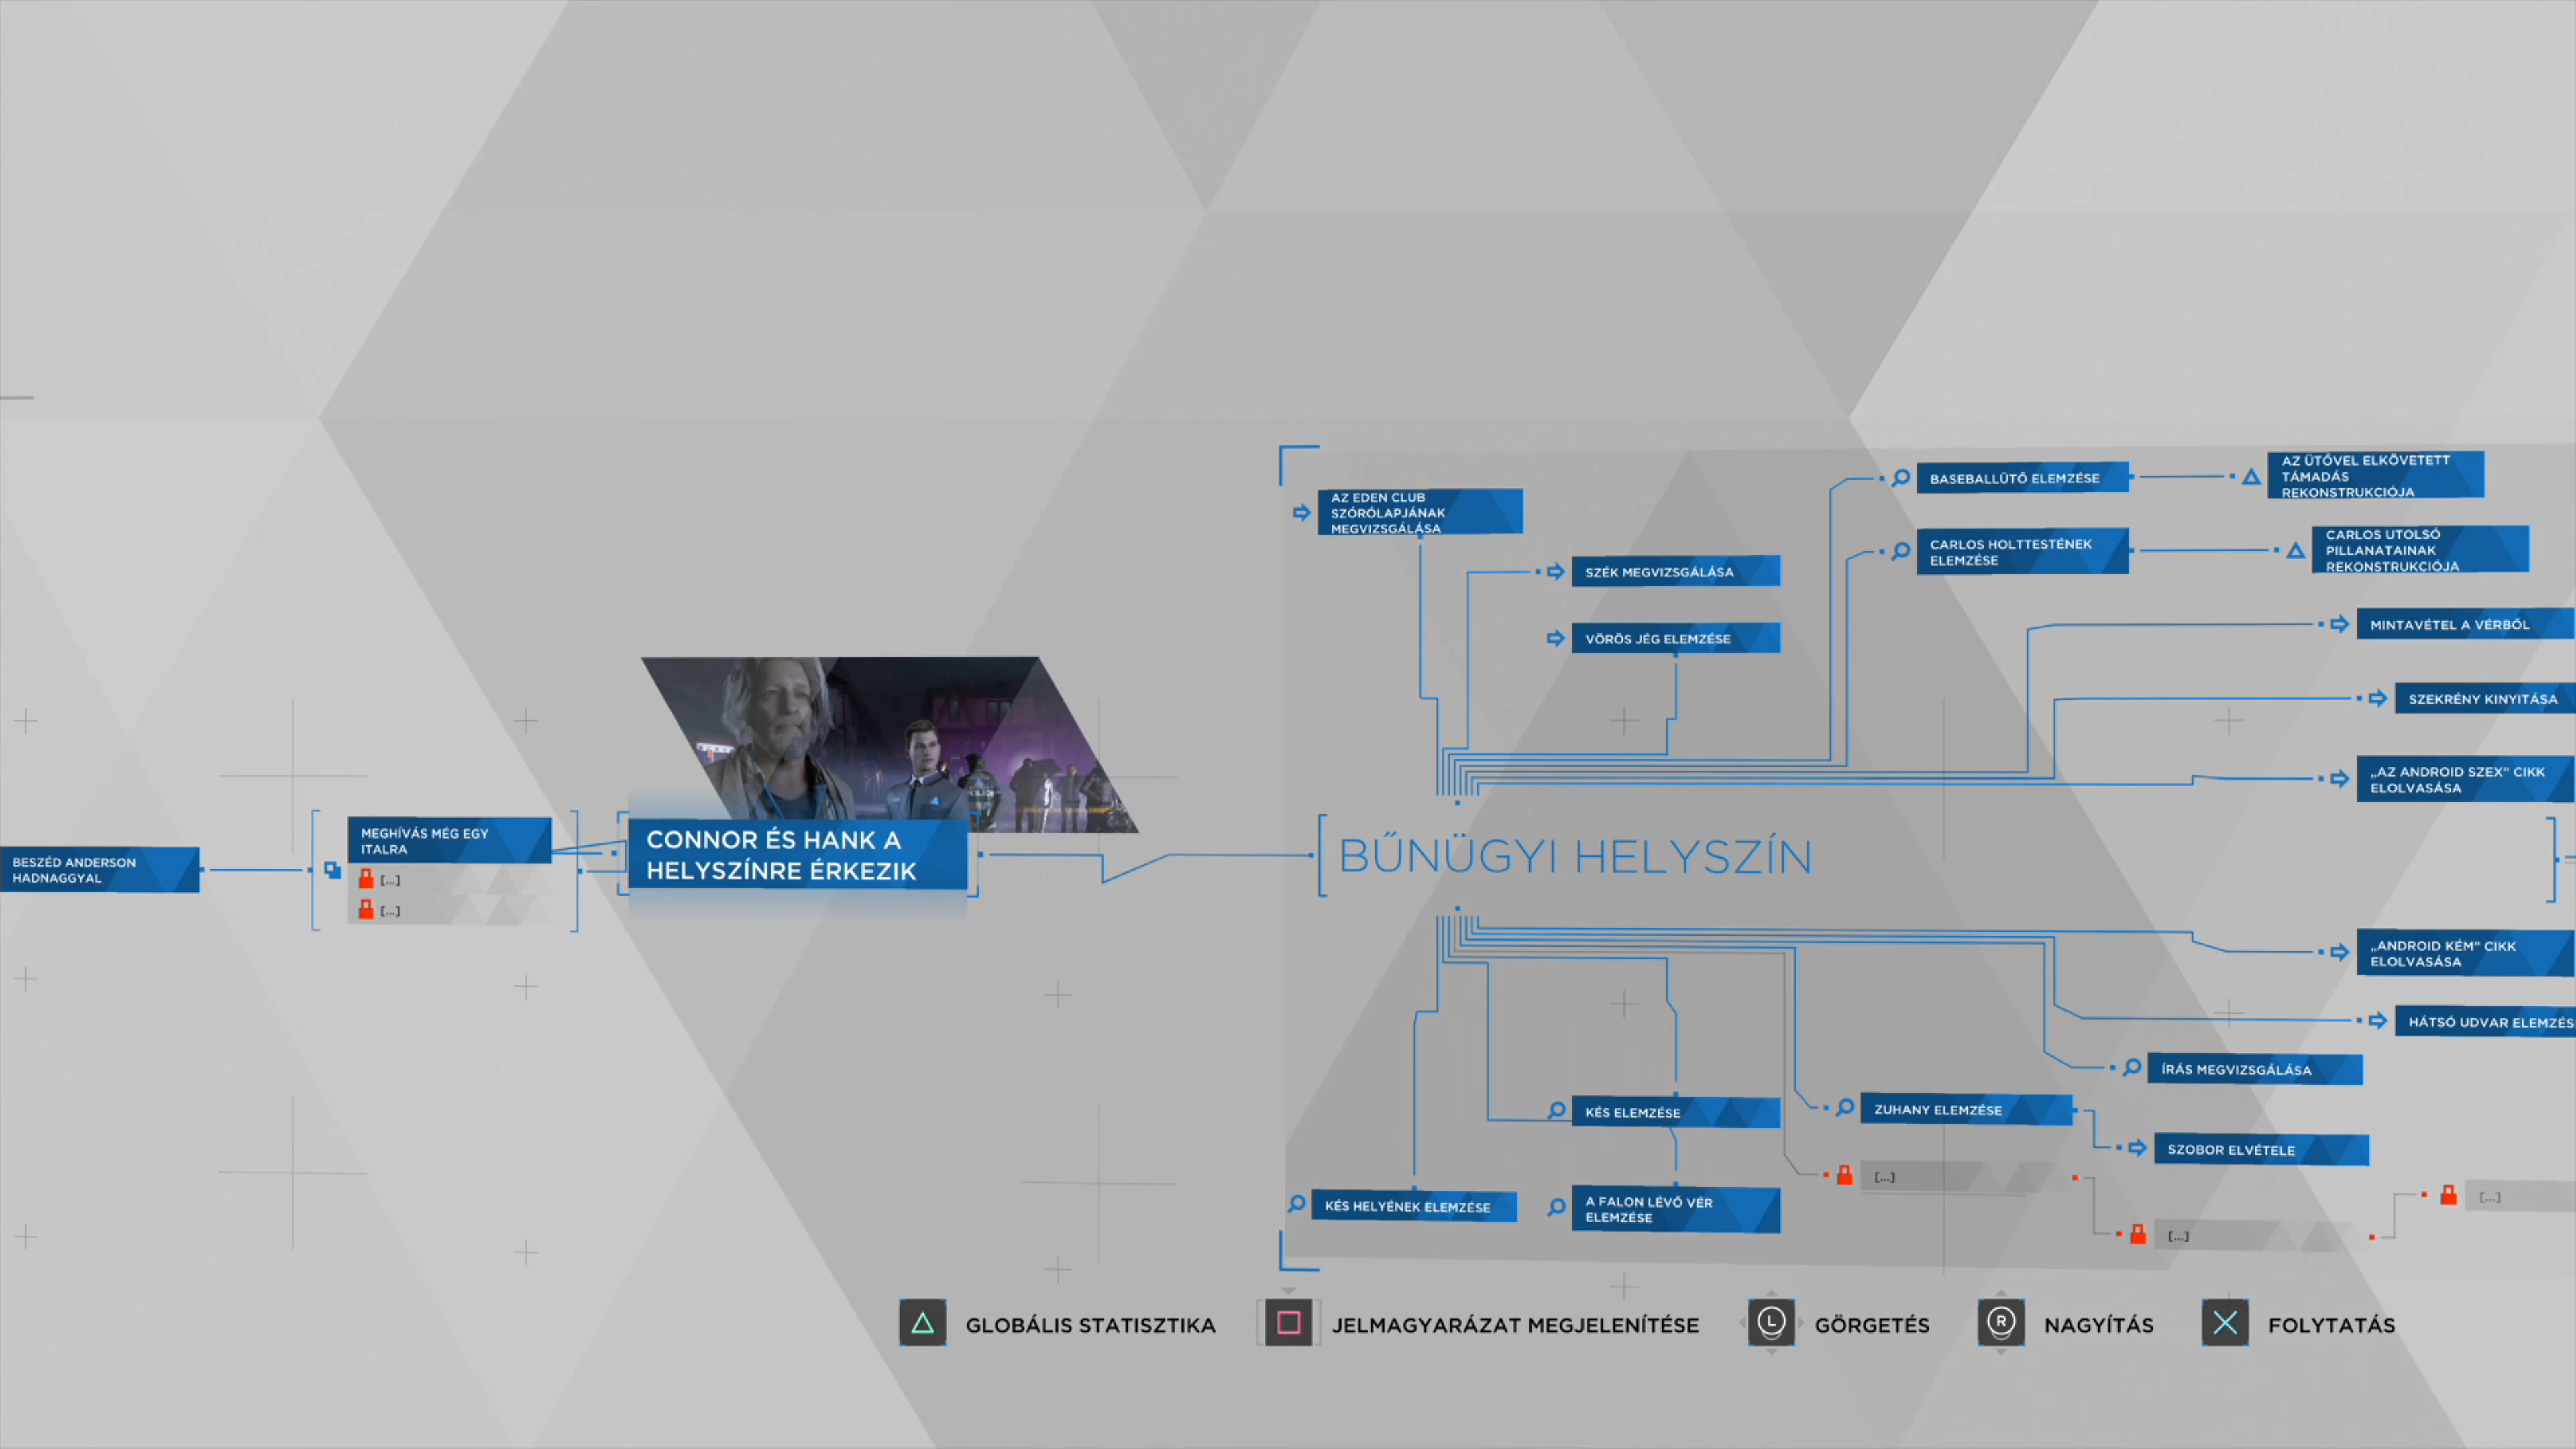 BESZÉD ANDERSON
HADNAGGYAL
MEGHÍVÁS MÉG EGY
ITALRA
[...]
[...]
CONNOR ÉS HANK A
HELYSZÍNRE ÉRKEZIK
BŰNÜGYI HELYSZÍN
AZ EDEN CLUB
SZÓRÓLAPJÁNAK
MEGVIZSGÁLÁSA
SZÉK MEGVIZSGÁLÁSA
VÖRÖS JÉG ELEMZÉSE
BASEBALLÜTŐ ELEMZÉSE
AZ ÜTŐVEL ELKÖVETETT
TÁMADÁS
REKONSTRUKCIÓJA
CARLOS HOLTTESTÉNEK
ELEMZÉSE
CARLOS UTOLSÓ
PILLANATAINAK
REKONSTRUKCIÓJA
MINTAVÉTEL A VÉRBŐL
SZEKRÉNY KINYITÁSA
„AZ ANDROID SZEX" CIKK
ELOLVASÁSA
„ANDROID KÉM" CIKK
ELOLVASÁSA
HÁTSÓ UDVAR ELEMZÉS
ÍRÁS MEGVIZSGÁLÁSA
KÉS ELEMZÉSE
ZUHANY ELEMZÉSE
SZOBOR ELVÉTELE
KÉS HELYÉNEK ELEMZÉSE
A FALON LÉVŐ VÉR
ELEMZÉSE
[...]
[...]
[...]
GLOBÁLIS STATISZTIKA
JELMAGYARÁZAT MEGJELENÍTÉSE
L
GÖRGETÉS
R
NAGYÍTÁS
FOLYTATÁS